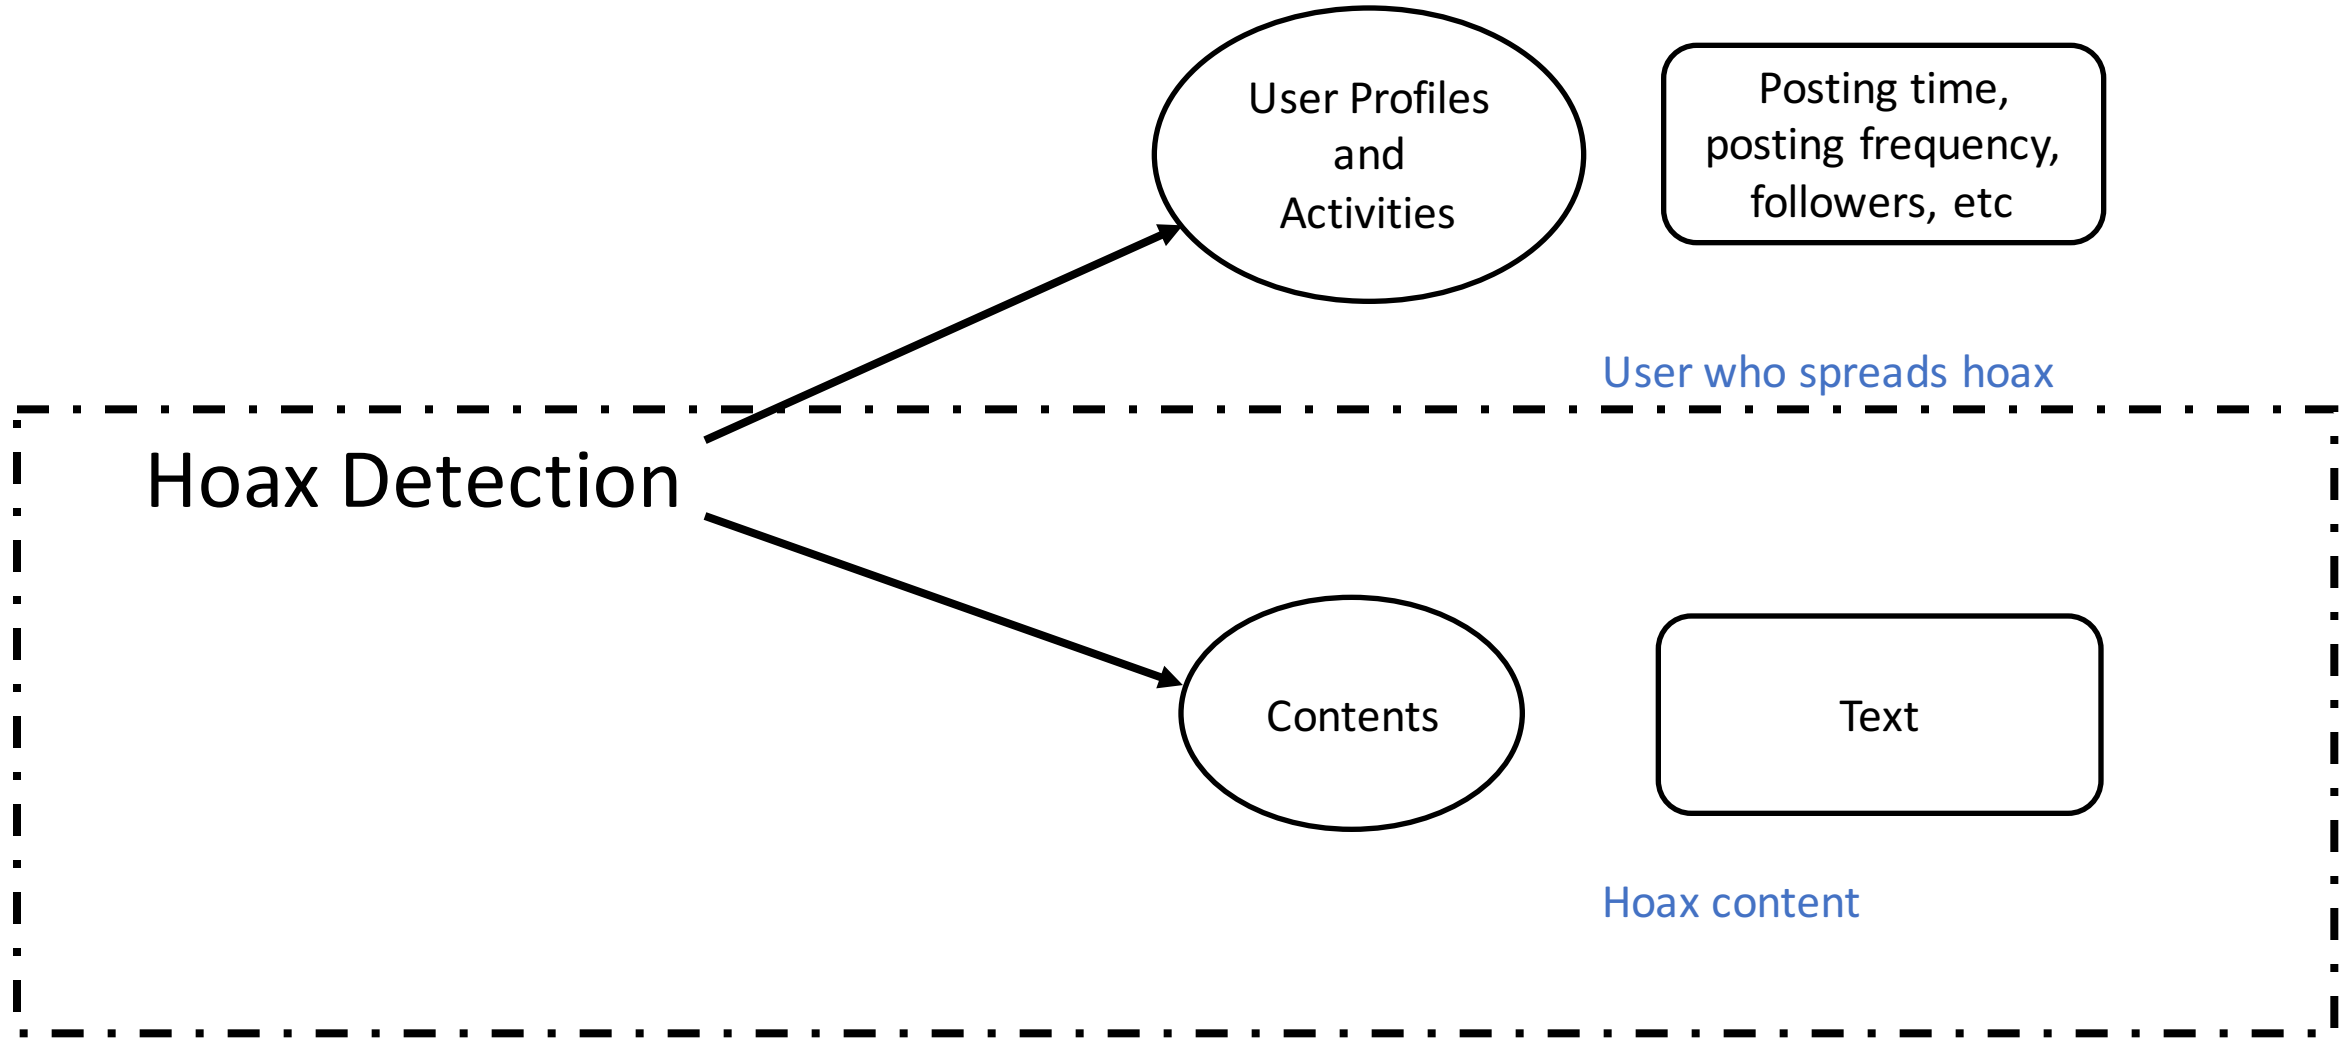 User Profiles
and
Activities
Posting time,
posting frequency,
followers, etc
User who spreads hoax
Hoax Detection
Contents
Text
Hoax content